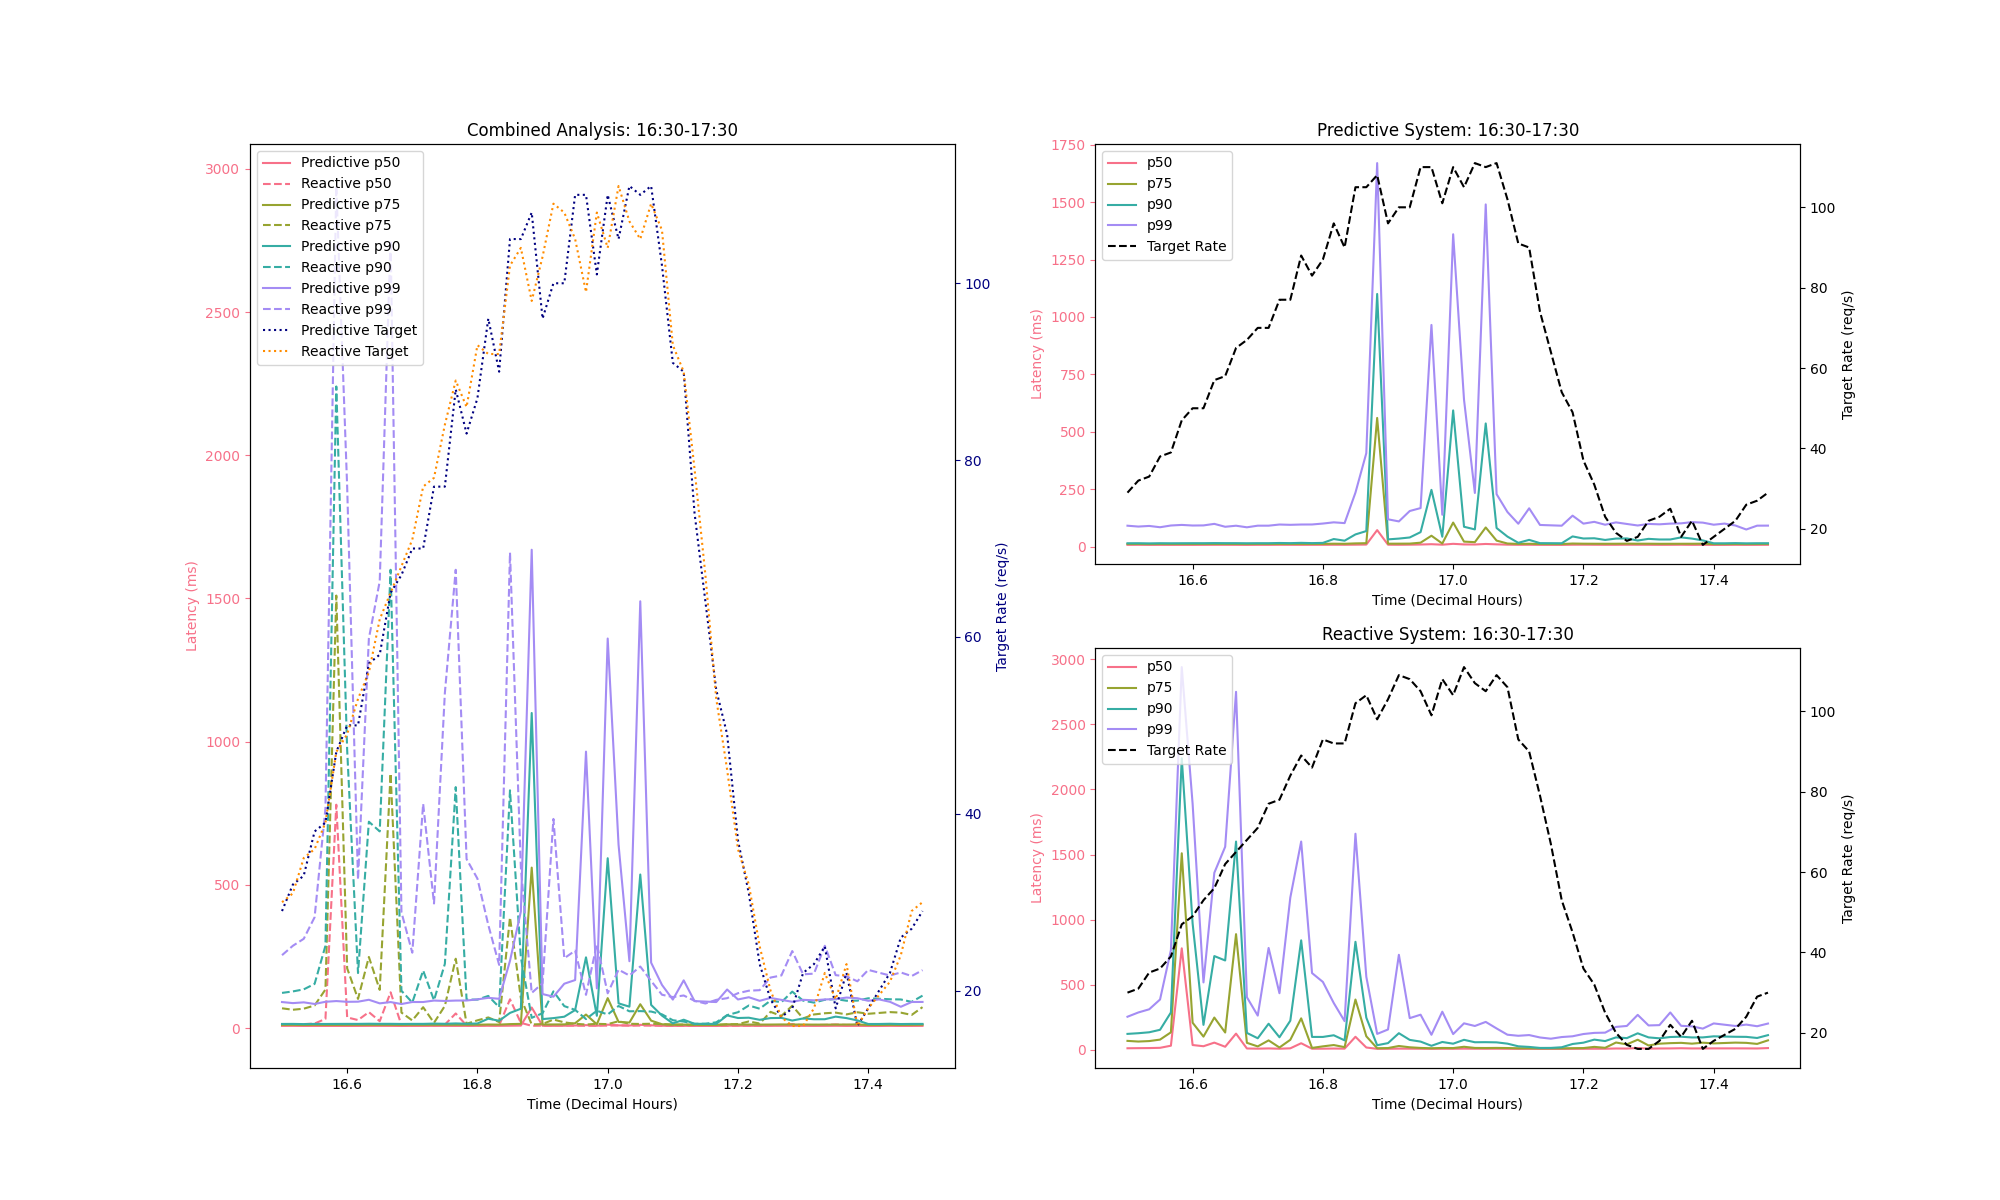 Combined Analysis: 16:30-17:30
Predictive p50
Reactive p50
Predictive p75
Reactive p75
Predictive p90
Reactive p90
Predictive p99
Reactive p99
Predictive Target
Reactive Target
3000
2500
2000
1500
1000
500
0
Latency (ms)
100
80
60
40
20
Target Rate (req/s)
16.6 16.8 17.0 17.2 17.4
Time (Decimal Hours)
Predictive System: 16:30-17:30
p50
p75
p90
p99
Target Rate
1750
1500
1250
1000
750
500
250
0
Latency (ms)
100
80
60
40
20
Target Rate (req/s)
16.6 16.8 17.0 17.2 17.4
Time (Decimal Hours)
Reactive System: 16:30-17:30
p50
p75
p90
p99
Target Rate
3000
2500
2000
1500
1000
500
0
Latency (ms)
100
80
60
40
20
Target Rate (req/s)
16.6 16.8 17.0 17.2 17.4
Time (Decimal Hours)